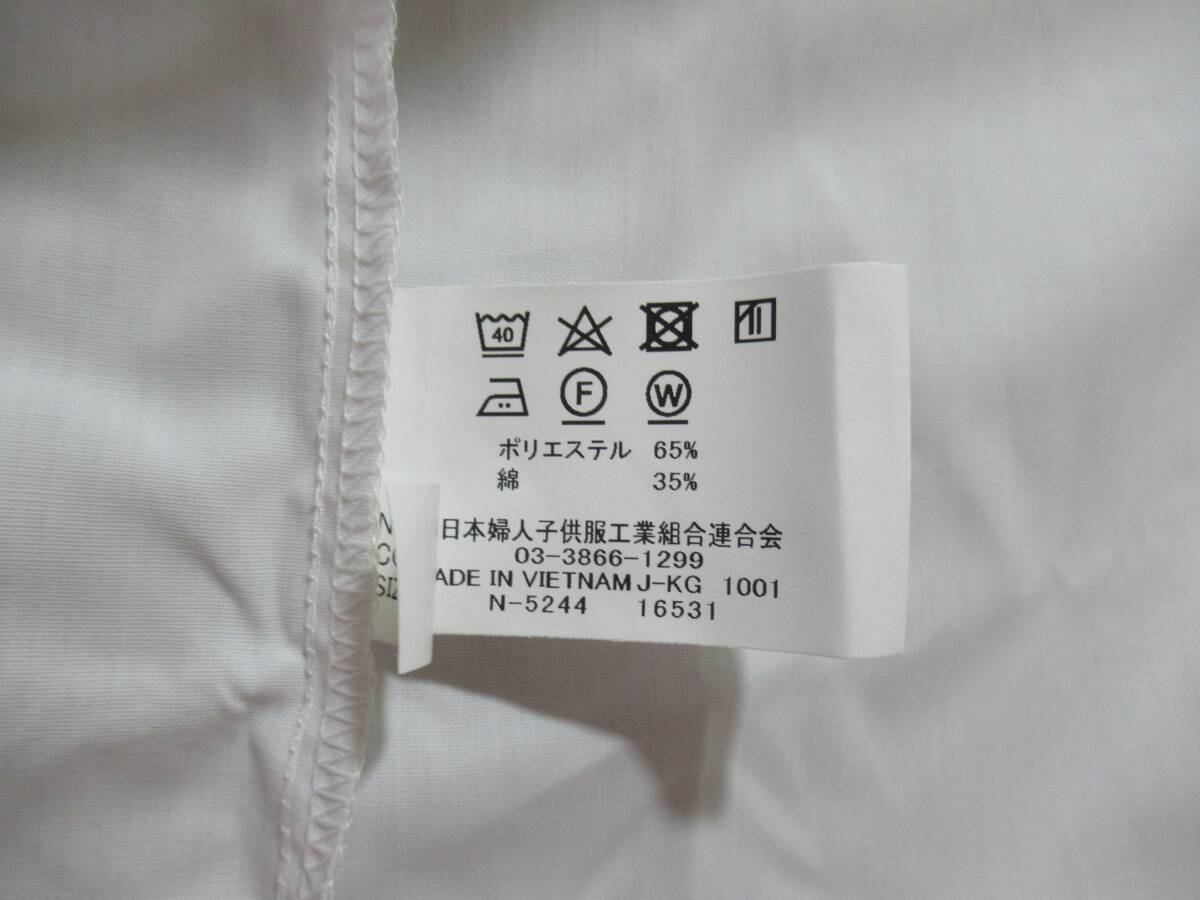 40
F W
ポリエステル 65%
綿 35%
日本婦人子供服工業組合連合会
03-3866-1299
ADE IN VIETNAM J-KG 1001
N-5244 16531